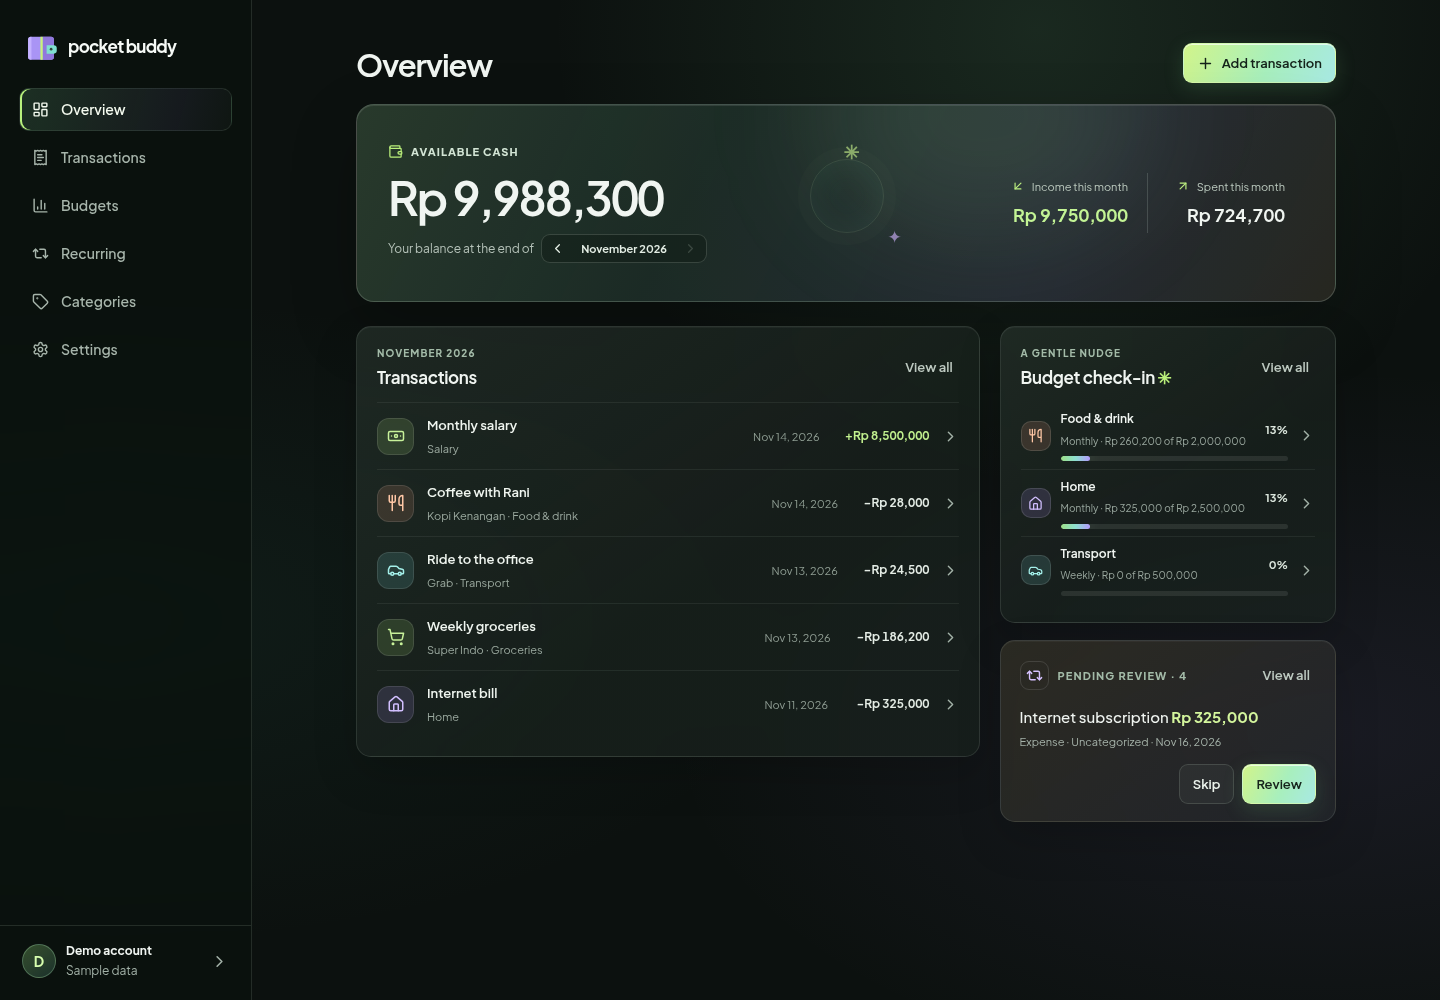 pocket buddy
Overview
Transactions
Budgets
Recurring
Categories
Settings
Demo account
Sample data
D
Overview
Add transaction
AVAILABLE CASH
Rp 9,988,300
Your balance at the end of November 2026
Income this month
Rp 9,750,000
Spent this month
Rp 724,700
NOVEMBER 2026
Transactions
View all
Monthly salary
Salary
Nov 14, 2026
+Rp 8,500,000
Coffee with Rani
Kopi Kenangan · Food & drink
Nov 14, 2026
-Rp 28,000
Ride to the office
Grab · Transport
Nov 13, 2026
-Rp 24,500
Weekly groceries
Super Indo · Groceries
Nov 13, 2026
-Rp 186,200
Internet bill
Home
Nov 11, 2026
-Rp 325,000
A GENTLE NUDGE
Budget check-in
View all
Food & drink
Monthly · Rp 260,200 of Rp 2,000,000
13%
Home
Monthly · Rp 325,000 of Rp 2,500,000
13%
Transport
Weekly · Rp 0 of Rp 500,000
0%
PENDING REVIEW · 4
View all
Internet subscription Rp 325,000
Expense · Uncategorized · Nov 16, 2026
Skip
Review